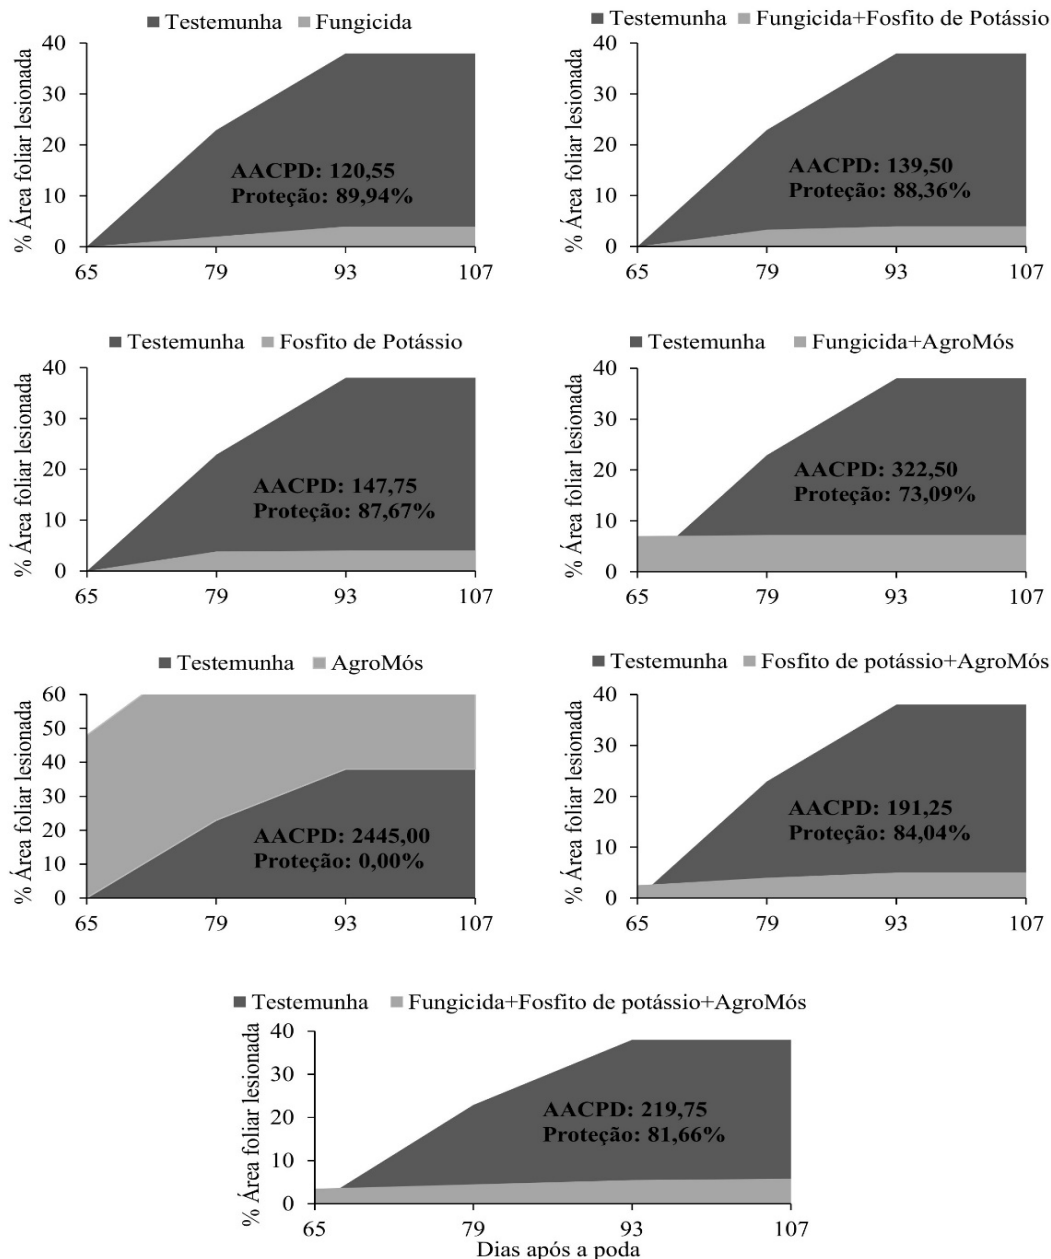 ■ Testemunha ■ Fungicida
% Área foliar lesionada
40
30
20
10
0
AACPD: 120,55
Proteção: 89,94%
65 79 93 107
■ Testemunha ■ Fungicida+Fosfito de Potássio
% Área foliar lesionada
40
30
20
10
0
AACPD: 139,50
Proteção: 88,36%
65 79 93 107
■ Testemunha ■ Fosfito de Potássio
% Área foliar lesionada
40
30
20
10
0
AACPD: 147,75
Proteção: 87,67%
65 79 93 107
■ Testemunha ■ Fungicida+AgroMós
% Área foliar lesionada
40
30
20
10
0
AACPD: 322,50
Proteção: 73,09%
65 79 93 107
■ Testemunha ■ AgroMós
% Área foliar lesionada
60
50
40
30
20
10
0
AACPD: 2445,00
Proteção: 0,00%
65 79 93 107
■ Testemunha ■ Fosfito de potássio+AgroMós
% Área foliar lesionada
40
30
20
10
0
AACPD: 191,25
Proteção: 84,04%
65 79 93 107
■ Testemunha ■ Fungicida+Fosfito de potássio+AgroMós
% Área foliar lesionada
40
30
20
10
0
AACPD: 219,75
Proteção: 81,66%
65 79 93 107
Dias após a poda